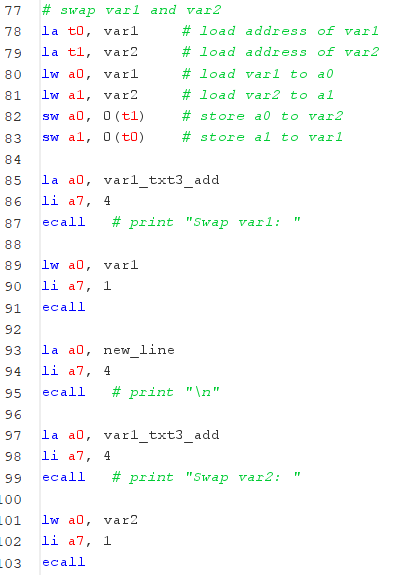 77 # swap var1 and var2
78 la t0, var1 # load address of var1
79 la t1, var2 # load address of var2
80 lw a0, var1 # load var1 to a0
81 lw a1, var2 # load var2 to a1
82 sw a0, 0(t1) # store a0 to var2
83 sw a1, 0(t0) # store a1 to var1
84
85 la a0, var1_txt3_add
86 li a7, 4
87 ecall # print "Swap var1: "
88
89 lw a0, var1
90 li a7, 1
91 ecall
92
93 la a0, new_line
94 li a7, 4
95 ecall # print "\n"
96
97 la a0, var1_txt3_add
98 li a7, 4
99 ecall # print "Swap var2: "
100
101 lw a0, var2
102 li a7, 1
103 ecall